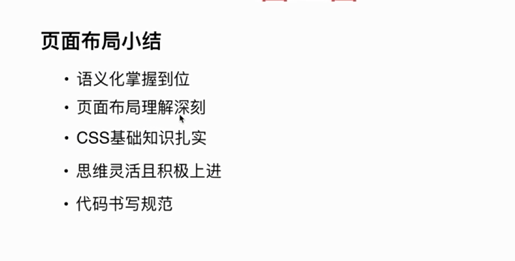 页面布局小结
• 语义化掌握到位
• 页面布局理解深刻
• CSS基础知识扎实
• 思维灵活且积极上进
• 代码书写规范